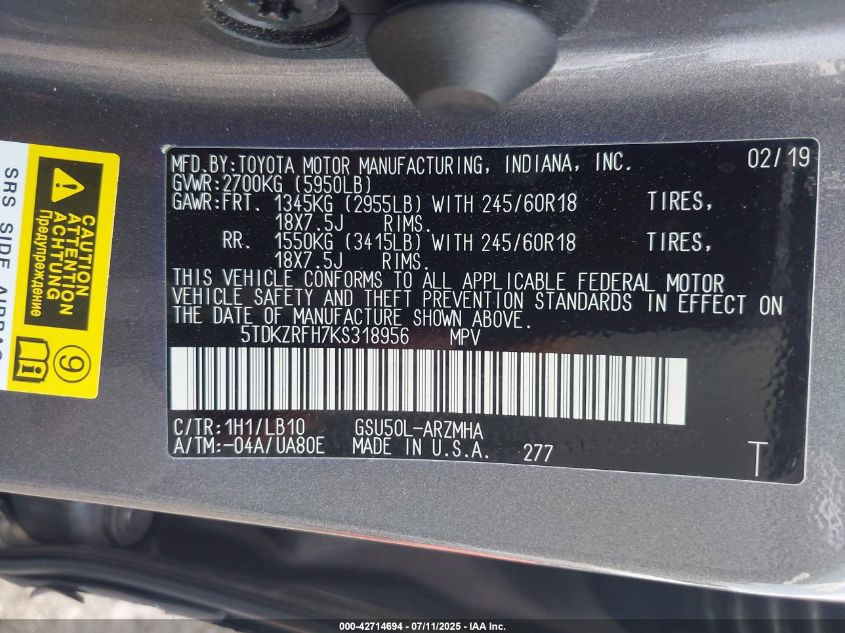 MFD.BY:TOYOTA MOTOR MANUFACTURING, INDIANA, INC. 02/19
GVWR:2700KG (5950LB)
GAWR:FRT. 1345KG (2955LB) WITH 245/60R18 TIRES,
18X7.5J RIMS.
RR. 1550KG (3415LB) WITH 245/60R18 TIRES,
18X7.5J RIMS.
THIS VEHICLE CONFORMS TO ALL APPLICABLE FEDERAL MOTOR
VEHICLE SAFETY AND THEFT PREVENTION STANDARDS IN EFFECT ON
THE DATE OF MANUFACTURE SHOWN ABOVE.
5TDKZRFH7KS318956 MPV
C/TR:1H1/LB10 GSU50L-ARZMHA
A/TM:-04A/UA80E MADE IN U.S.A. 277 T
CAUTION
ATTENTION
ACHTUNG
Предупреждение
9
SRS SIDE AIRBAG
000-42714694 - 07/11/2025 - IAA Inc.